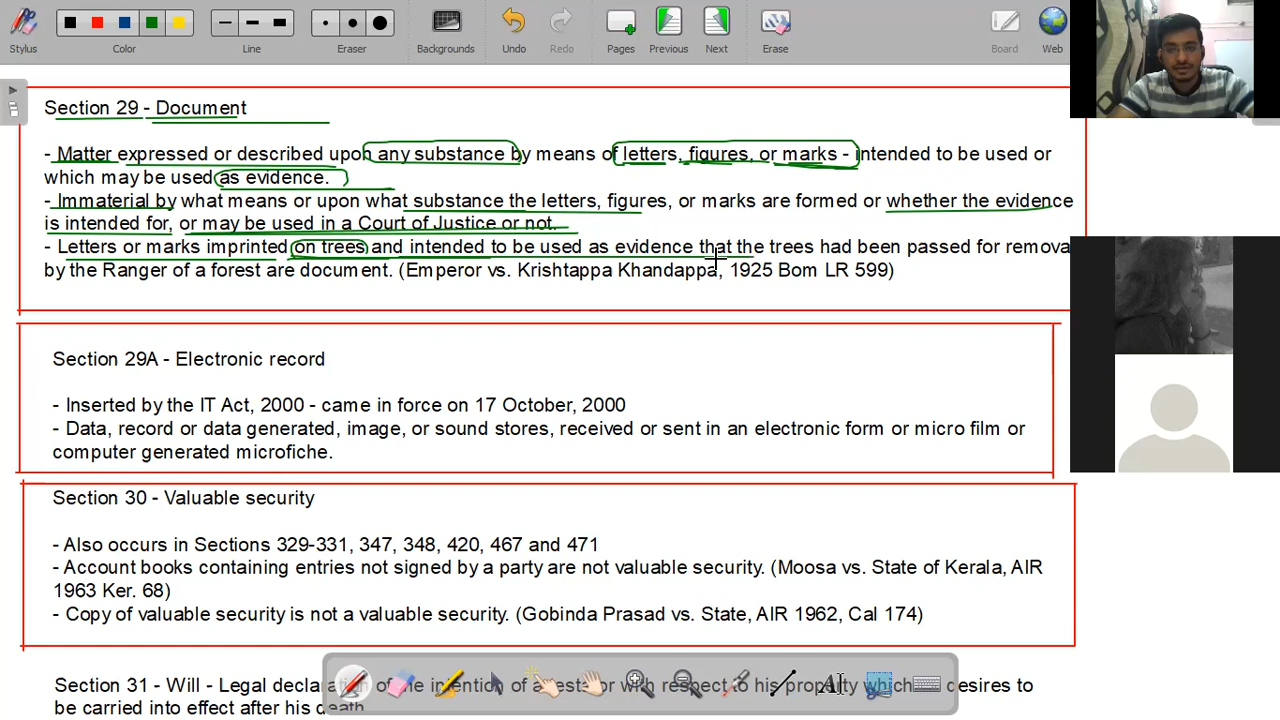 Stylus
Color
Line
Eraser
Backgrounds
Undo
Redo
Pages
Previous
Next
Erase
Board
Web
Section 29 - Document
- Matter expressed or described upon any substance by means of letters, figures, or marks - intended to be used or
which may be used as evidence.
- Immaterial by what means or upon what substance the letters, figures, or marks are formed or whether the evidence
is intended for, or may be used in a Court of Justice or not.
- Letters or marks imprinted on trees and intended to be used as evidence that the trees had been passed for remova
by the Ranger of a forest are document. (Emperor vs. Krishtappa Khandappa, 1925 Bom LR 599)
Section 29A - Electronic record
- Inserted by the IT Act, 2000 - came in force on 17 October, 2000
- Data, record or data generated, image, or sound stores, received or sent in an electronic form or micro film or
computer generated microfiche.
Section 30 - Valuable security
- Also occurs in Sections 329-331, 347, 348, 420, 467 and 471
- Account books containing entries not signed by a party are not valuable security. (Moosa vs. State of Kerala, AIR
1963 Ker. 68)
- Copy of valuable security is not a valuable security. (Gobinda Prasad vs. State, AIR 1962, Cal 174)
Section 31 - Will - Legal declaration of the intention of a testator with respect to his property which desires to
be carried into effect after his death